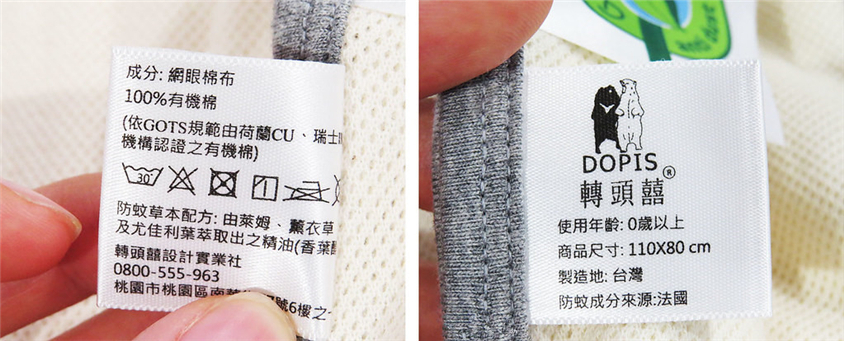 成分: 網眼棉布
100%有機棉
(依GOTS規範由荷蘭CU、瑞士
機構認證之有機棉)
30
防蚊草本配方: 由萊姆、薰衣草
及尤佳利葉萃取出之精油(香葉
轉頭囍設計實業社
0800-555-963
桃園市桃園區南 號6樓之
DOPIS®
轉頭囍
使用年齡: 0歲以上
商品尺寸: 110X80 cm
製造地: 台灣
防蚊成分來源:法國